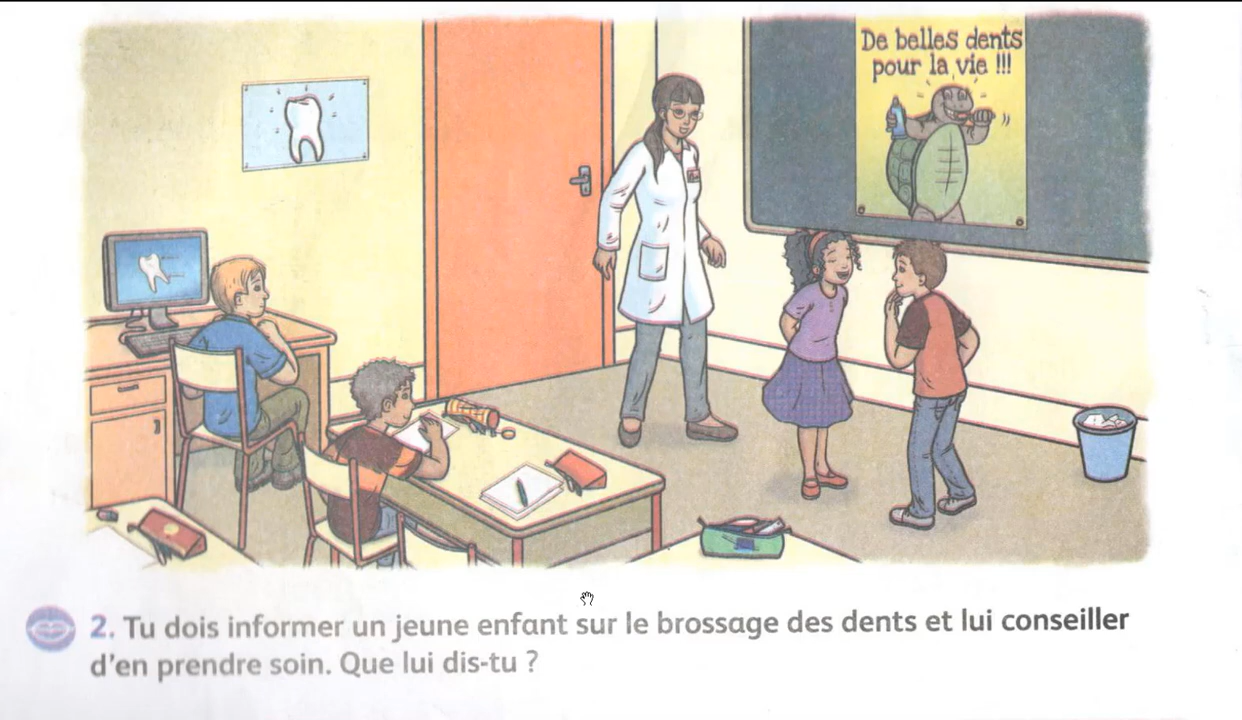 De belles dents
pour la vie !!!
2. Tu dois informer un jeune enfant sur le brossage des dents et lui conseiller
d'en prendre soin. Que lui dis-tu ?